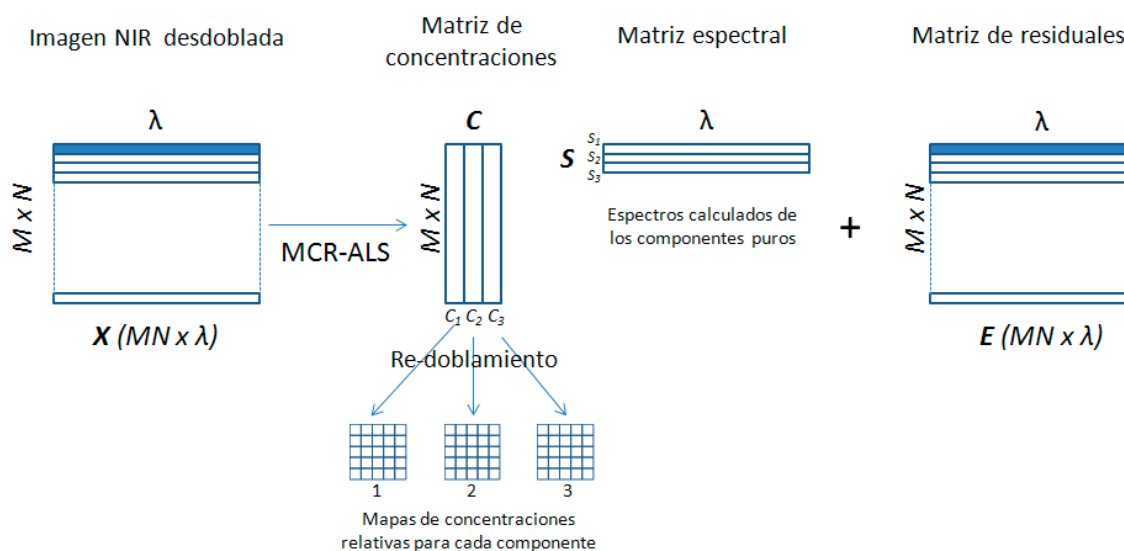 Imagen NIR desdoblada
Matriz de
concentraciones
Matriz espectral
Matriz de residuales
λ
M x N
X (MN x λ)
MCR-ALS
C
M x N
C1 C2 C3
λ
S
S1
S2
S3
Espectros calculados de
los componentes puros
+
λ
M x N
E (MN x λ)
Re-doblamiento
1
2
3
Mapas de concentraciones
relativas para cada componente